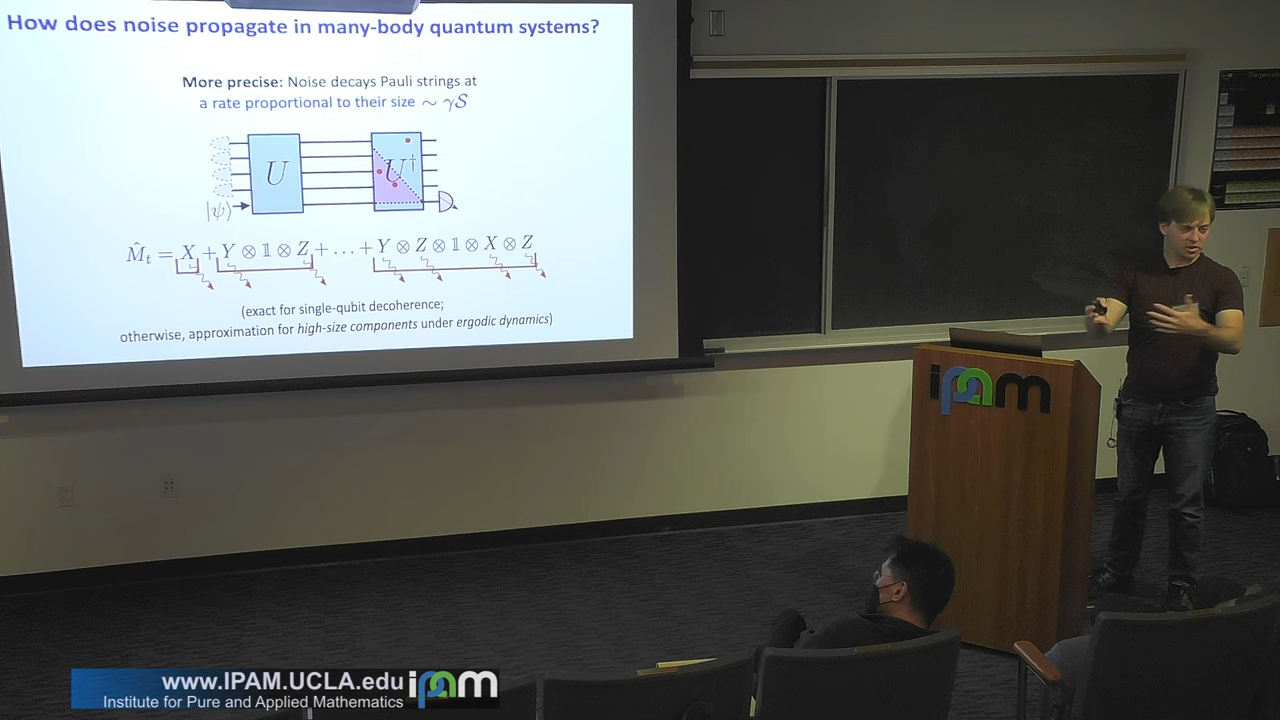 How does noise propagate in many-body quantum systems?
More precise: Noise decays Pauli strings at
a rate proportional to their size ∼ γS
U
U†
|ψ⟩
M̂ₜ = X + Y ⊗ 𝟙 ⊗ Z + … + Y ⊗ Z ⊗ 𝟙 ⊗ X ⊗ Z
(exact for single-qubit decoherence;
otherwise, approximation for high-size components under ergodic dynamics)
ipam
www.IPAM.UCLA.edu
Institute for Pure and Applied Mathematics
ipam